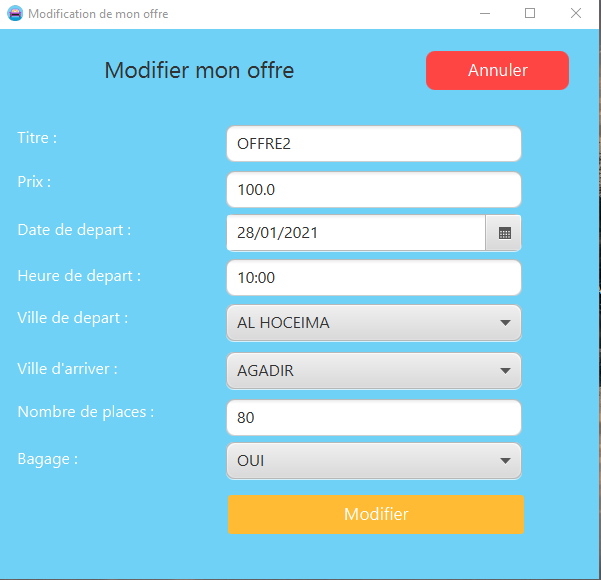 Modification de mon offre
Modifier mon offre
Annuler
Titre :
OFFRE2
Prix :
100.0
Date de depart :
28/01/2021
Heure de depart :
10:00
Ville de depart :
AL HOCEIMA
Ville d'arriver :
AGADIR
Nombre de places :
80
Bagage :
OUI
Modifier